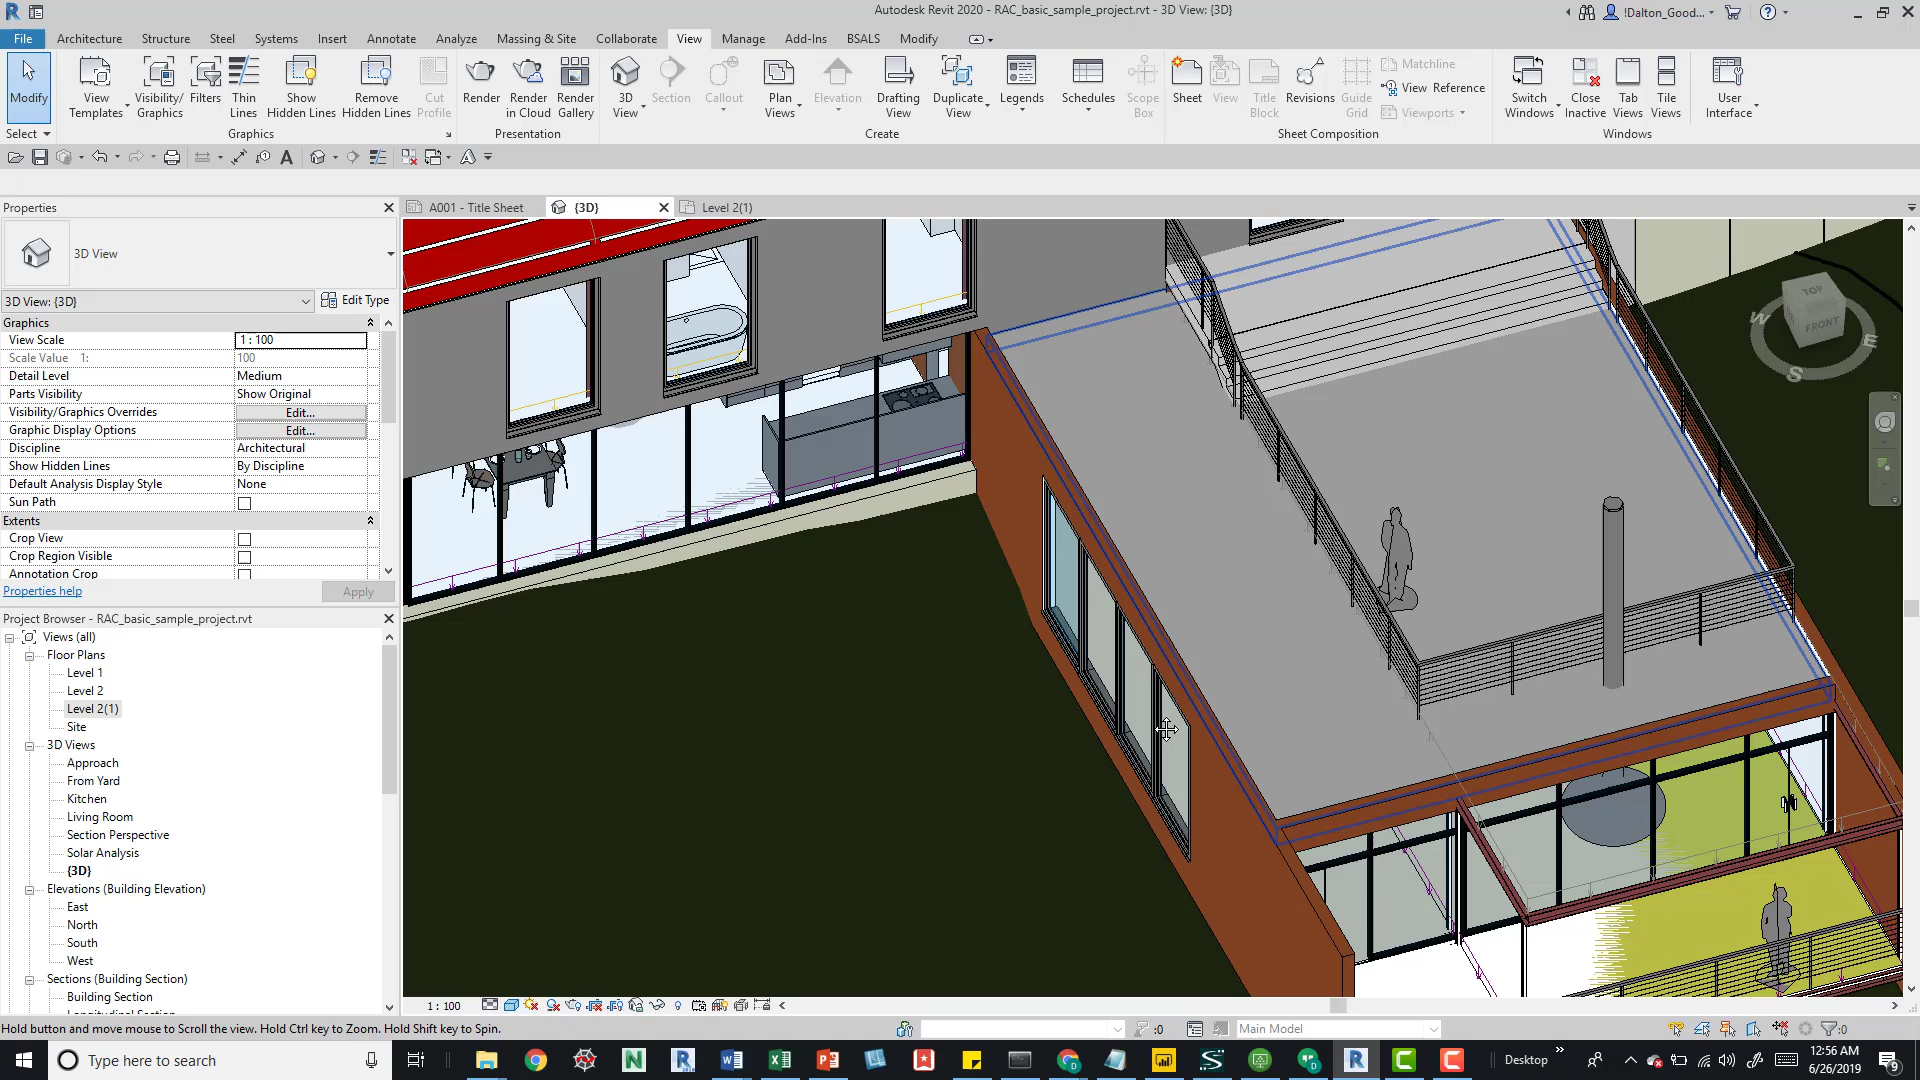 Autodesk Revit 2020 - RAC_basic_sample_project.rvt - 3D View: {3D}
!Dalton_Good...
File Architecture Structure Steel Systems Insert Annotate Analyze Massing & Site Collaborate View Manage Add-Ins BSALS Modify
Modify
View Templates
Visibility/ Graphics
Filters
Thin Lines
Show Hidden Lines
Remove Hidden Lines
Cut Profile
Render
Render in Cloud
Render Gallery
3D View
Section
Callout
Plan Views
Elevation
Drafting View
Duplicate View
Legends
Schedules
Scope Box
Sheet
View
Title Block
Revisions
Guide Grid
Matchline
View Reference
Viewports
Switch Windows
Close Inactive
Tab Views
Tile Views
User Interface
Select Graphics Presentation Create Sheet Composition Windows
Properties
A001 - Title Sheet {3D} Level 2(1)
3D View
3D View: {3D} Edit Type
Graphics
View Scale 1 : 100
Scale Value 1: 100
Detail Level Medium
Parts Visibility Show Original
Visibility/Graphics Overrides Edit...
Graphic Display Options Edit...
Discipline Architectural
Show Hidden Lines By Discipline
Default Analysis Display Style None
Sun Path
Extents
Crop View
Crop Region Visible
Annotation Crop
Properties help Apply
Project Browser - RAC_basic_sample_project.rvt
Views (all)
Floor Plans
Level 1
Level 2
Level 2(1)
Site
3D Views
Approach
From Yard
Kitchen
Living Room
Section Perspective
Solar Analysis
{3D}
Elevations (Building Elevation)
East
North
South
West
Sections (Building Section)
Building Section
Longitudinal Section
TOP
FRONT
W
E
S
1 : 100
Hold button and move mouse to Scroll the view. Hold Ctrl key to Zoom. Hold Shift key to Spin.
:0
Main Model
:0
Type here to search
Desktop
12:56 AM
6/26/2019
9